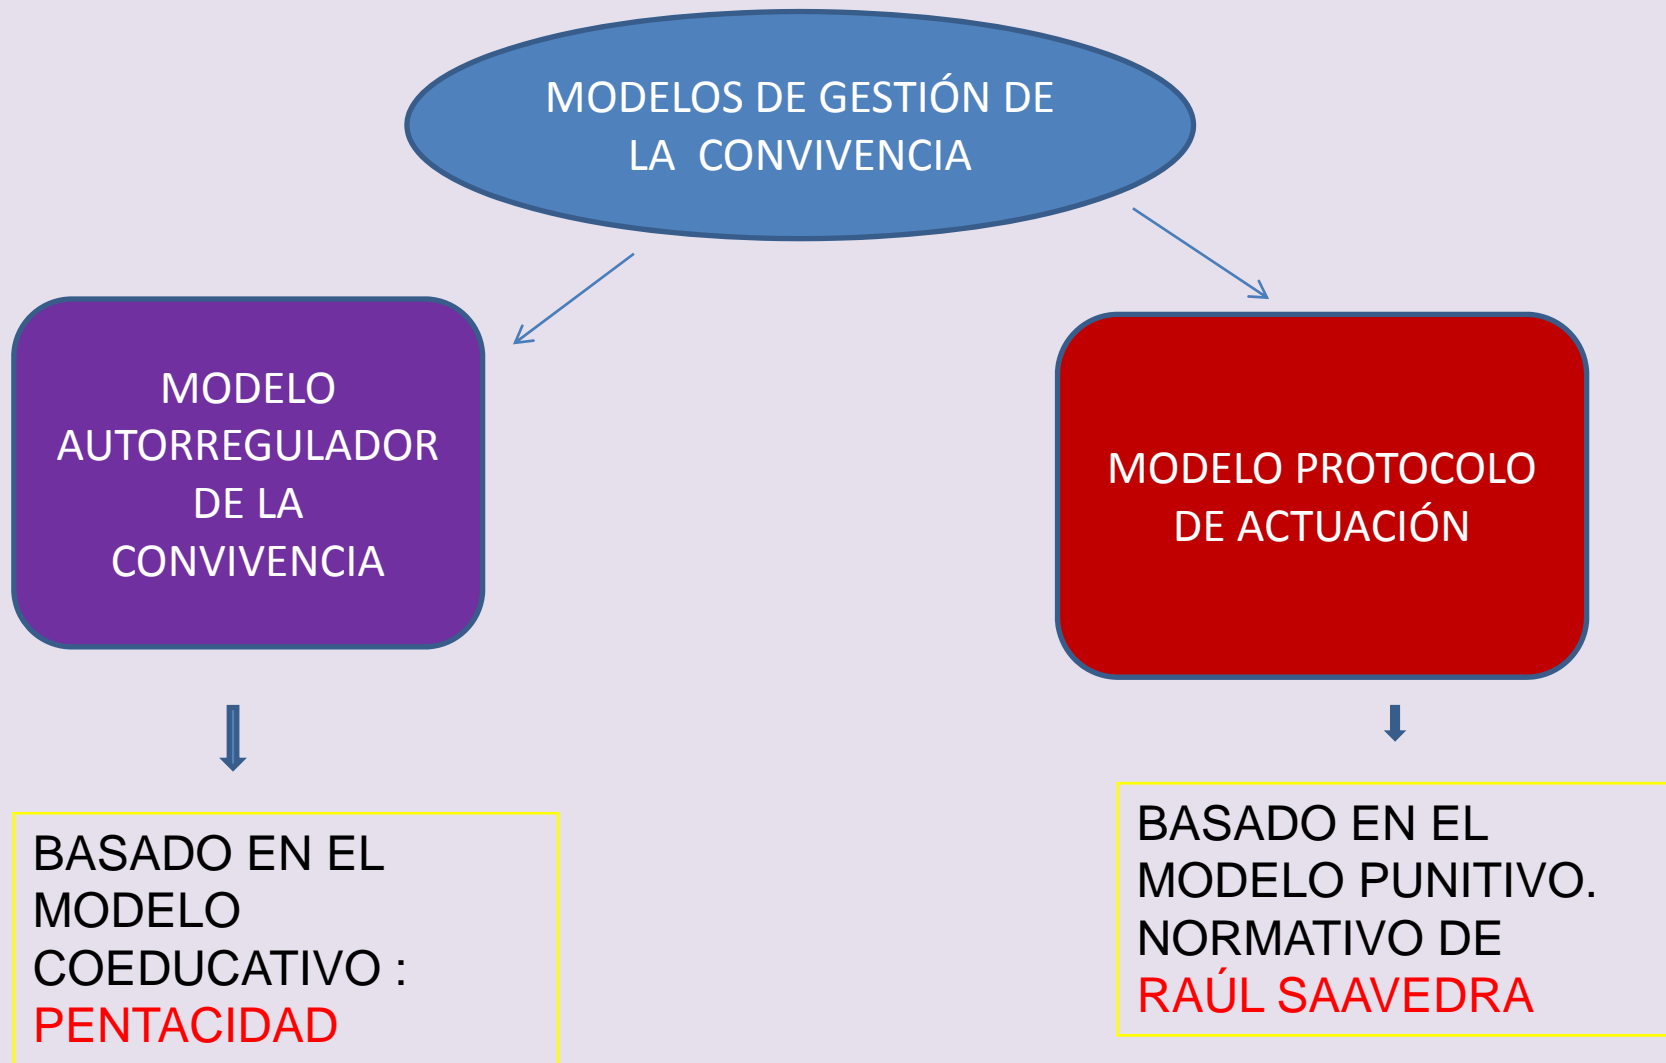 MODELOS DE GESTIÓN DE
LA CONVIVENCIA
MODELO
AUTORREGULADOR
DE LA
CONVIVENCIA
MODELO PROTOCOLO
DE ACTUACIÓN
BASADO EN EL
MODELO
COEDUCATIVO :
PENTACIDAD
BASADO EN EL
MODELO PUNITIVO.
NORMATIVO DE
RAÚL SAAVEDRA